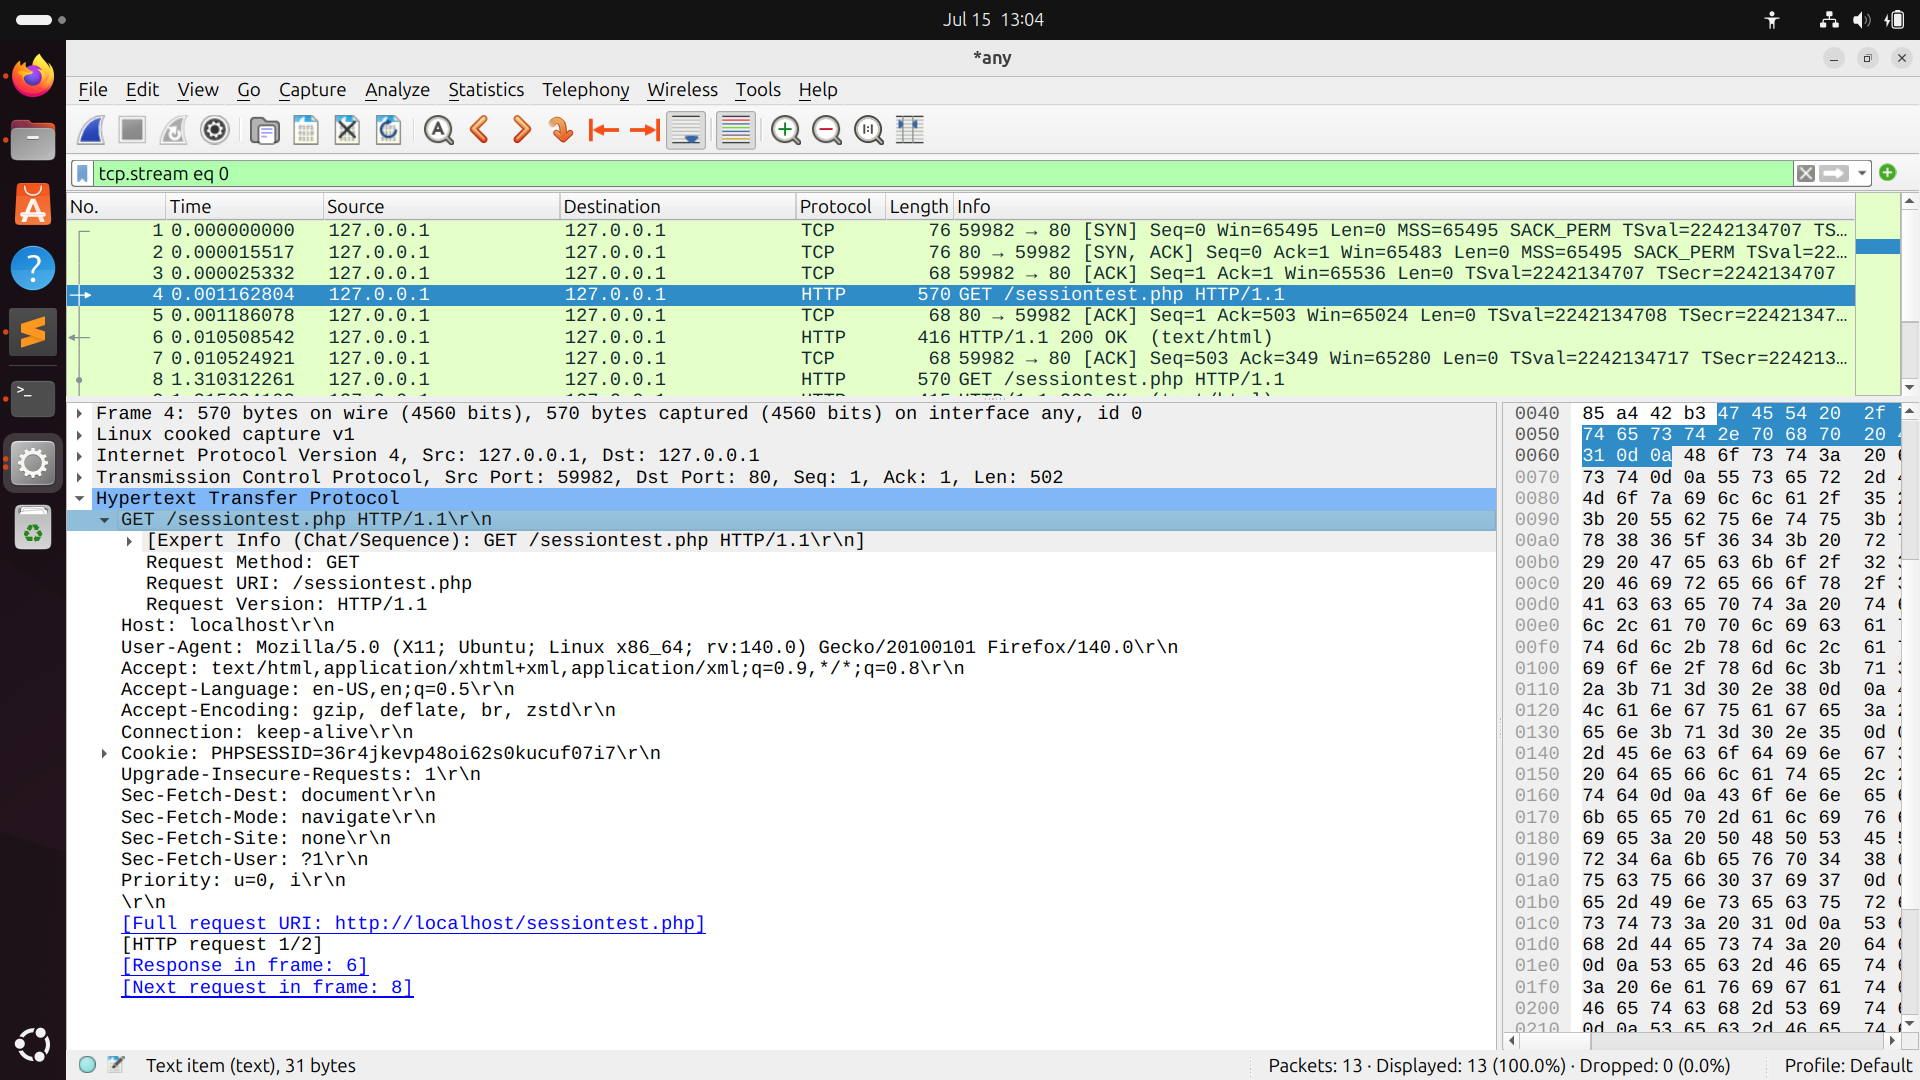 Jul 15 13:04
*any
File Edit View Go Capture Analyze Statistics Telephony Wireless Tools Help
tcp.stream eq 0
No. Time Source Destination Protocol Length Info
1 0.000000000 127.0.0.1 127.0.0.1 TCP 76 59982 → 80 [SYN] Seq=0 Win=65495 Len=0 MSS=65495 SACK_PERM TSval=2242134707 TS…
2 0.000015517 127.0.0.1 127.0.0.1 TCP 76 80 → 59982 [SYN, ACK] Seq=0 Ack=1 Win=65483 Len=0 MSS=65495 SACK_PERM TSval=22…
3 0.000025332 127.0.0.1 127.0.0.1 TCP 68 59982 → 80 [ACK] Seq=1 Ack=1 Win=65536 Len=0 TSval=2242134707 TSecr=2242134707
4 0.001162804 127.0.0.1 127.0.0.1 HTTP 570 GET /sessiontest.php HTTP/1.1
5 0.001186078 127.0.0.1 127.0.0.1 TCP 68 80 → 59982 [ACK] Seq=1 Ack=503 Win=65024 Len=0 TSval=2242134708 TSecr=22421347…
6 0.010508542 127.0.0.1 127.0.0.1 HTTP 416 HTTP/1.1 200 OK (text/html)
7 0.010524921 127.0.0.1 127.0.0.1 TCP 68 59982 → 80 [ACK] Seq=503 Ack=349 Win=65280 Len=0 TSval=2242134717 TSecr=224213…
8 1.310312261 127.0.0.1 127.0.0.1 HTTP 570 GET /sessiontest.php HTTP/1.1
Frame 4: 570 bytes on wire (4560 bits), 570 bytes captured (4560 bits) on interface any, id 0
Linux cooked capture v1
Internet Protocol Version 4, Src: 127.0.0.1, Dst: 127.0.0.1
Transmission Control Protocol, Src Port: 59982, Dst Port: 80, Seq: 1, Ack: 1, Len: 502
Hypertext Transfer Protocol
GET /sessiontest.php HTTP/1.1\r\n
[Expert Info (Chat/Sequence): GET /sessiontest.php HTTP/1.1\r\n]
Request Method: GET
Request URI: /sessiontest.php
Request Version: HTTP/1.1
Host: localhost\r\n
User-Agent: Mozilla/5.0 (X11; Ubuntu; Linux x86_64; rv:140.0) Gecko/20100101 Firefox/140.0\r\n
Accept: text/html,application/xhtml+xml,application/xml;q=0.9,*/*;q=0.8\r\n
Accept-Language: en-US,en;q=0.5\r\n
Accept-Encoding: gzip, deflate, br, zstd\r\n
Connection: keep-alive\r\n
Cookie: PHPSESSID=36r4jkevp48oi62s0kucuf07i7\r\n
Upgrade-Insecure-Requests: 1\r\n
Sec-Fetch-Dest: document\r\n
Sec-Fetch-Mode: navigate\r\n
Sec-Fetch-Site: none\r\n
Sec-Fetch-User: ?1\r\n
Priority: u=0, i\r\n
\r\n
[Full request URI: http://localhost/sessiontest.php]
[HTTP request 1/2]
[Response in frame: 6]
[Next request in frame: 8]
0040 85 a4 42 b3 47 45 54 20 2f
0050 74 65 73 74 2e 70 68 70 20
0060 31 0d 0a 48 6f 73 74 3a 20
0070 73 74 0d 0a 55 73 65 72 2d
0080 4d 6f 7a 69 6c 6c 61 2f 35
0090 3b 20 55 62 75 6e 74 75 3b
00a0 78 38 36 5f 36 34 3b 20 72
00b0 29 20 47 65 63 6b 6f 2f 32
00c0 20 46 69 72 65 66 6f 78 2f
00d0 41 63 63 65 70 74 3a 20 74
00e0 6c 2c 61 70 70 6c 69 63 61
00f0 74 6d 6c 2b 78 6d 6c 2c 61
0100 69 6f 6e 2f 78 6d 6c 3b 71
0110 2a 3b 71 3d 30 2e 38 0d 0a
0120 4c 61 6e 67 75 61 67 65 3a
0130 65 6e 3b 71 3d 30 2e 35 0d
0140 2d 45 6e 63 6f 64 69 6e 67
0150 20 64 65 66 6c 61 74 65 2c
0160 74 64 0d 0a 43 6f 6e 6e 65
0170 6b 65 65 70 2d 61 6c 69 76
0180 69 65 3a 20 50 48 50 53 45
0190 72 34 6a 6b 65 76 70 34 38
01a0 75 63 75 66 30 37 69 37 0d
01b0 65 2d 49 6e 73 65 63 75 72
01c0 73 74 73 3a 20 31 0d 0a 53
01d0 68 2d 44 65 73 74 3a 20 64
01e0 0d 0a 53 65 63 2d 46 65 74
01f0 3a 20 6e 61 76 69 67 61 74
0200 46 65 74 63 68 2d 53 69 74
0210 0d 0a 53 65 63 2d 46 65 74
Text item (text), 31 bytes
Packets: 13 · Displayed: 13 (100.0%) · Dropped: 0 (0.0%)
Profile: Default